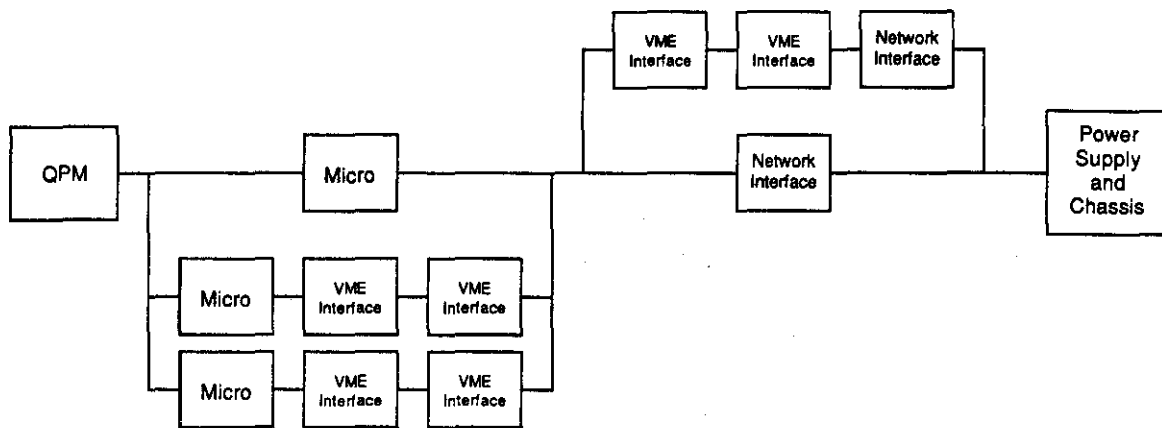 VME
Interface
VME
Interface
Network
Interface
QPM
Micro
Network
Interface
Power
Supply
and
Chassis
Micro
VME
Interface
VME
Interface
Micro
VME
Interface
VME
Interface